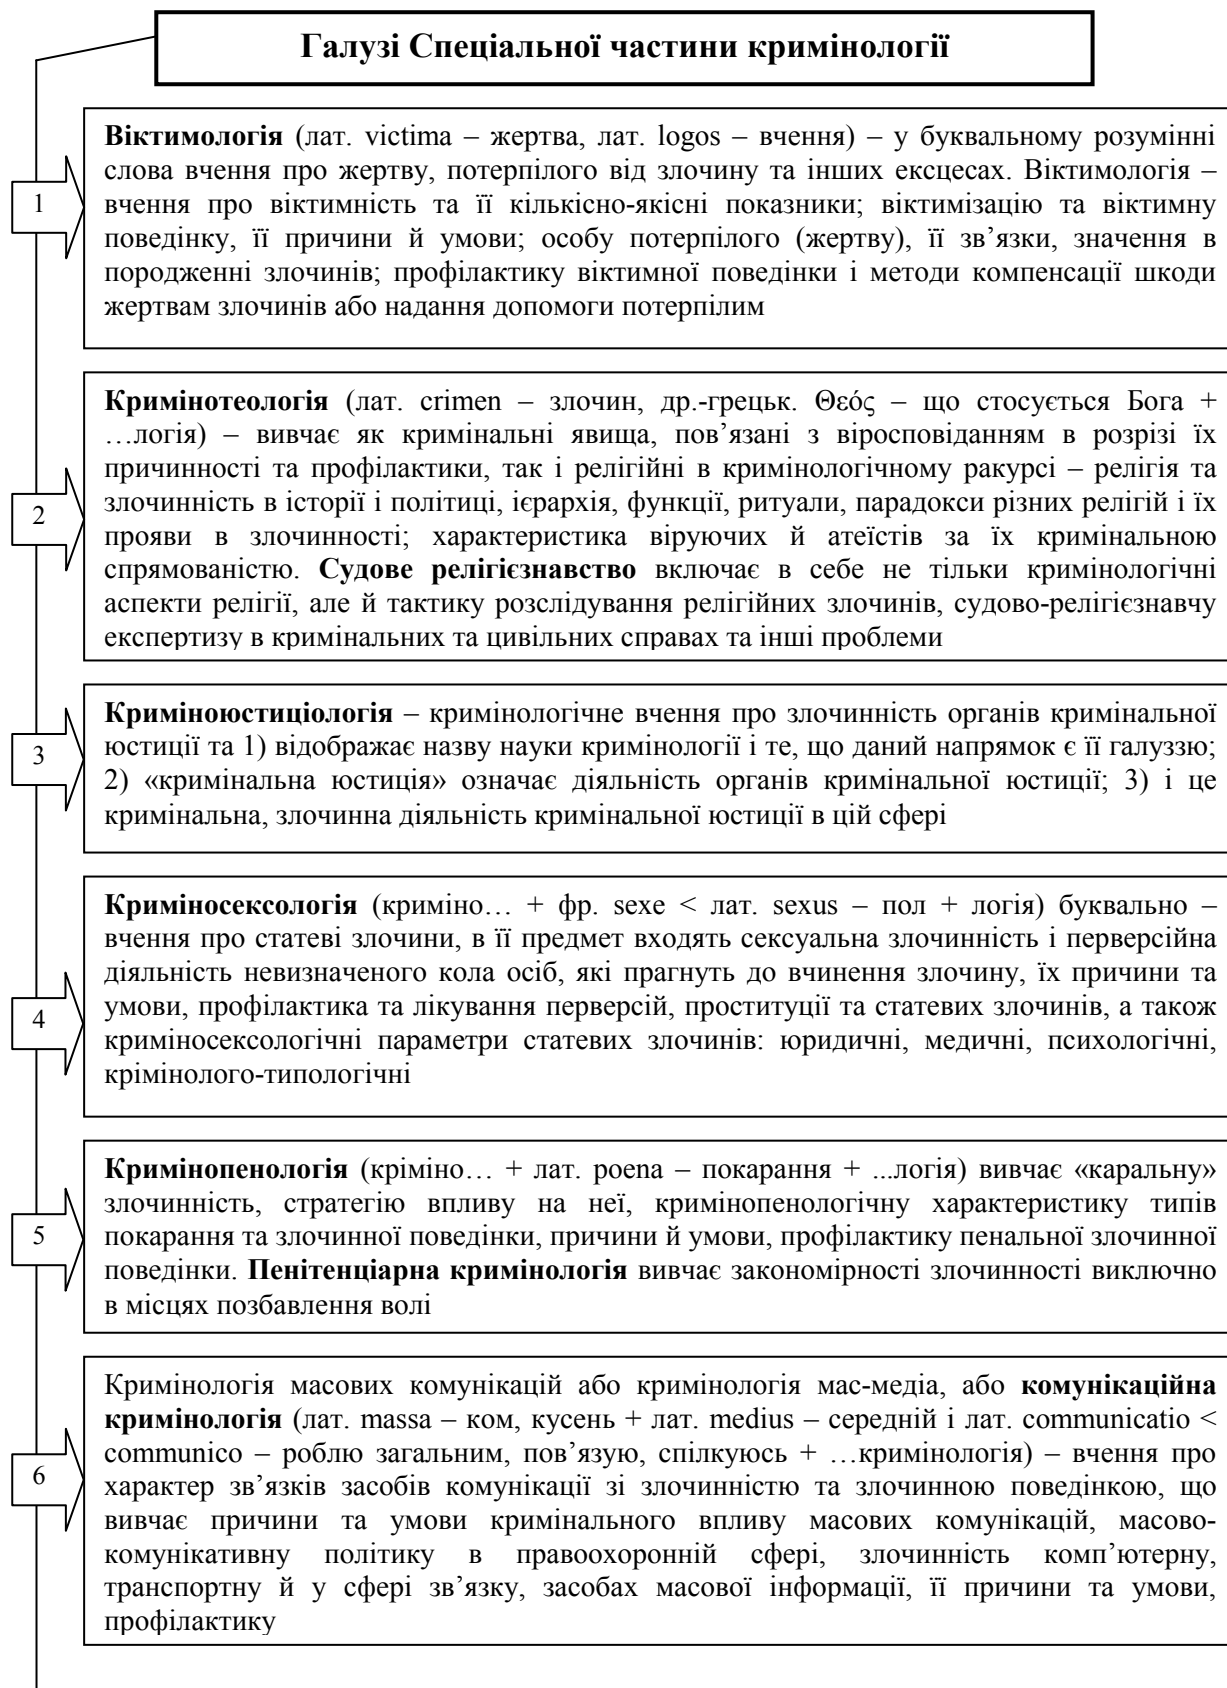 Галузі Спеціальної частини кримінології
Віктимологія (лат. victima – жертва, лат. logos – вчення) – у буквальному розумінні
слова вчення про жертву, потерпілого від злочину та інших ексцесах. Віктимологія –
1
вчення про віктимність та її кількісно-якісні показники; віктимізацію та віктимну
поведінку, її причини й умови; особу потерпілого (жертву), її зв’язки, значення в
породженні злочинів; профілактику віктимної поведінки і методи компенсації шкоди
жертвам злочинів або надання допомоги потерпілим
Кримінотеологія (лат. crimen – злочин, др.-грецьк. Θεός – що стосується Бога +
…логія) – вивчає як кримінальні явища, пов’язані з віросповіданням в розрізі їх
причинності та профілактики, так і релігійні в кримінологічному ракурсі – релігія та
2
злочинність в історії і політиці, ієрархія, функції, ритуали, парадокси різних релігій і їх
прояви в злочинності; характеристика віруючих й атеїстів за їх кримінальною
спрямованістю. Судове релігієзнавство включає в себе не тільки кримінологічні
аспекти релігії, але й тактику розслідування релігійних злочинів, судово-релігієзнавчу
експертизу в кримінальних та цивільних справах та інші проблеми
Криміноюстиціологія – кримінологічне вчення про злочинність органів кримінальної
3
юстиції та 1) відображає назву науки кримінології і те, що даний напрямок є її галуззю;
2) «кримінальна юстиція» означає діяльність органів кримінальної юстиції; 3) і це
кримінальна, злочинна діяльність кримінальної юстиції в цій сфері
Криміносексологія (криміно… + фр. sexe < лат. sexus – пол + логія) буквально –
вчення про статеві злочини, в її предмет входять сексуальна злочинність і перверсійна
діяльність невизначеного кола осіб, які прагнуть до вчинення злочину, їх причини та
4
умови, профілактика та лікування перверсій, проституції та статевих злочинів, а також
криміносексологічні параметри статевих злочинів: юридичні, медичні, психологічні,
крімінолого-типологічні
Кримінопенологія (кріміно… + лат. poena – покарання + ...логія) вивчає «каральну»
злочинність, стратегію впливу на неї, кримінопенологічну характеристику типів
5
покарання та злочинної поведінки, причини й умови, профілактику пенальної злочинної
поведінки. Пенітенціарна кримінологія вивчає закономірності злочинності виключно
в місцях позбавлення волі
Кримінологія масових комунікацій або кримінологія мас-медіа, або комунікаційна
кримінологія (лат. massa – ком, кусень + лат. medius – середній і лат. communicatio <
communico – роблю загальним, пов’язую, спілкуюсь + …кримінологія) – вчення про
6
характер зв’язків засобів комунікації зі злочинністю та злочинною поведінкою, що
вивчає причини та умови кримінального впливу масових комунікацій, масово-
комунікативну політику в правоохоронній сфері, злочинність комп’ютерну,
транспортну й у сфері зв’язку, засобах масової інформації, її причини та умови,
профілактику